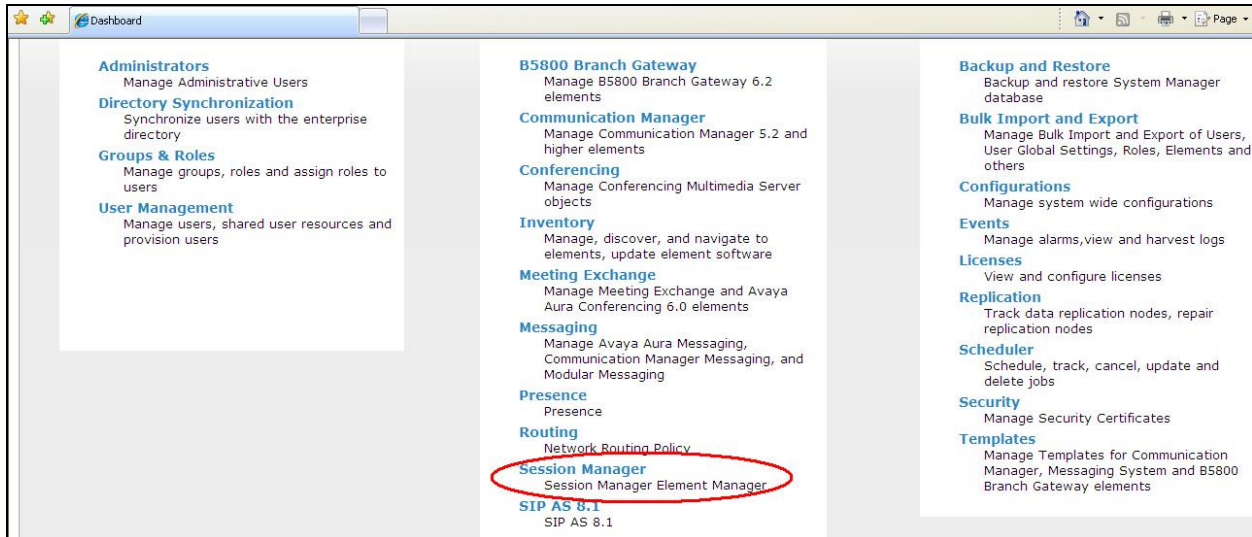 Dashboard
Page
Administrators
Manage Administrative Users
Directory Synchronization
Synchronize users with the enterprise
directory
Groups & Roles
Manage groups, roles and assign roles to
users
User Management
Manage users, shared user resources and
provision users
B5800 Branch Gateway
Manage B5800 Branch Gateway 6.2
elements
Communication Manager
Manage Communication Manager 5.2 and
higher elements
Conferencing
Manage Conferencing Multimedia Server
objects
Inventory
Manage, discover, and navigate to
elements, update element software
Meeting Exchange
Manage Meeting Exchange and Avaya
Aura Conferencing 6.0 elements
Messaging
Manage Avaya Aura Messaging,
Communication Manager Messaging, and
Modular Messaging
Presence
Presence
Routing
Network Routing Policy
Session Manager
Session Manager Element Manager
SIP AS 8.1
SIP AS 8.1
Backup and Restore
Backup and restore System Manager
database
Bulk Import and Export
Manage Bulk Import and Export of Users,
User Global Settings, Roles, Elements and
others
Configurations
Manage system wide configurations
Events
Manage alarms,view and harvest logs
Licenses
View and configure licenses
Replication
Track data replication nodes, repair
replication nodes
Scheduler
Schedule, track, cancel, update and
delete jobs
Security
Manage Security Certificates
Templates
Manage Templates for Communication
Manager, Messaging System and B5800
Branch Gateway elements